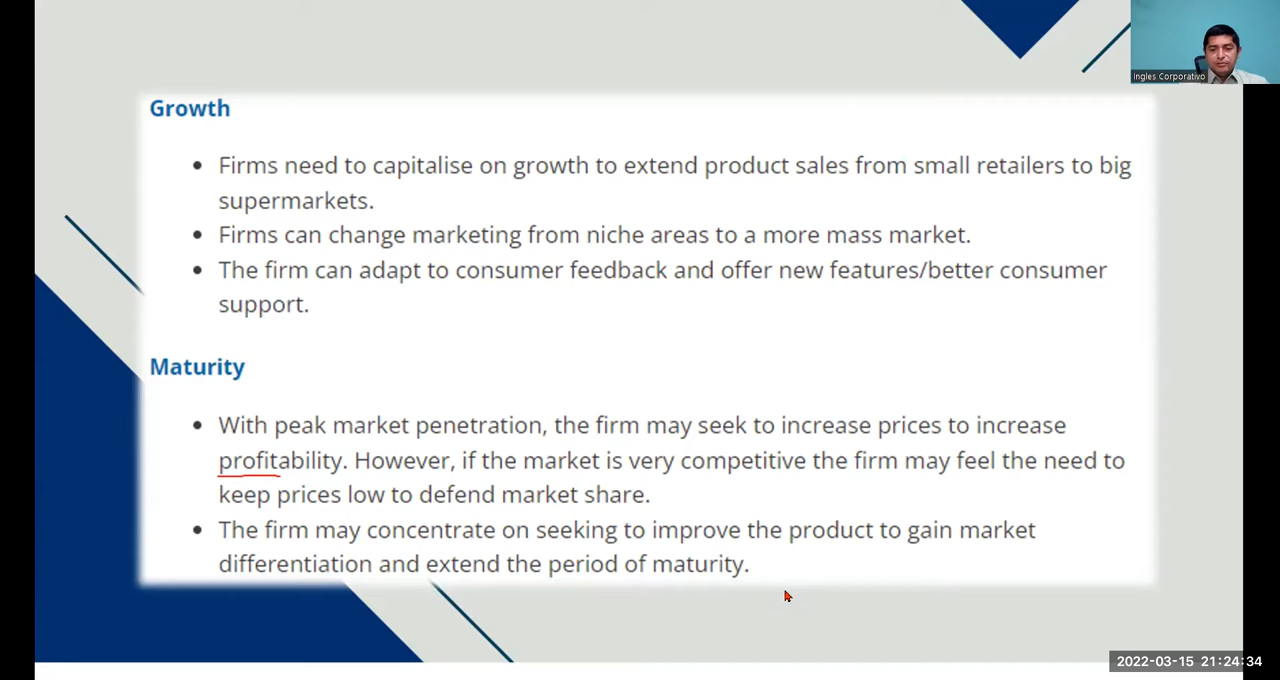 Ingles Corporativo
Growth
• Firms need to capitalise on growth to extend product sales from small retailers to big
supermarkets.
• Firms can change marketing from niche areas to a more mass market.
• The firm can adapt to consumer feedback and offer new features/better consumer
support.
Maturity
• With peak market penetration, the firm may seek to increase prices to increase
profitability. However, if the market is very competitive the firm may feel the need to
keep prices low to defend market share.
• The firm may concentrate on seeking to improve the product to gain market
differentiation and extend the period of maturity.
2022-03-15 21:24:34